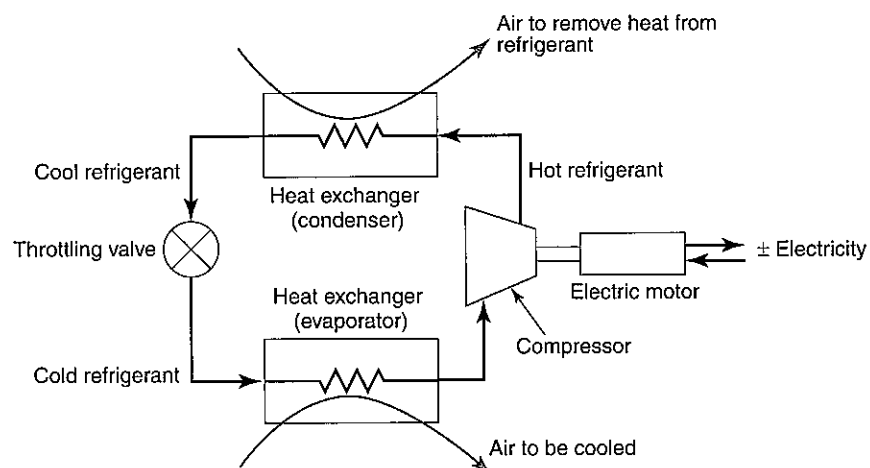 Air to remove heat from
refrigerant
Cool refrigerant
Hot refrigerant
Heat exchanger
(condenser)
Throttling valve
± Electricity
Heat exchanger
(evaporator)
Electric motor
Compressor
Cold refrigerant
Air to be cooled